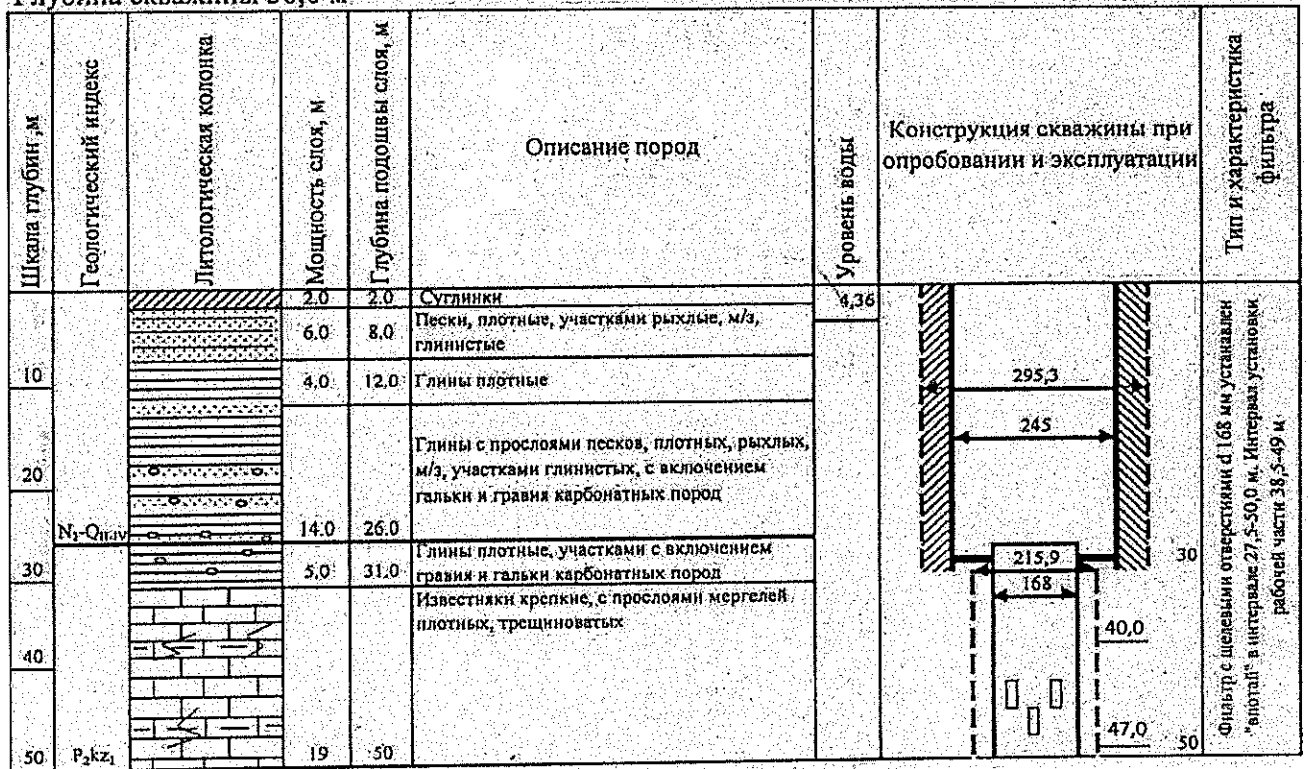 Глубина скважины 50,0 м
Шкала глубин ,м
Геологический индекс
Литологическая колонка
Мощность слоя, м
Глубина подошвы слоя, м
Описание пород
Уровень воды
Конструкция скважины при
опробовании и эксплуатации
Тип и характеристика
фильтра
2.0 2.0 Суглинки
4,36
6.0 8.0 Пески, плотные, участками рыхлые, м/з,
глинистые
10
4.0 12.0 Глины плотные
295,3
245
Глины с прослоями песков, плотных, рыхлых,
м/з, участками глинистых, с включением
гальки и гравия карбонатных пород
20
14.0 26.0
Глины плотные, участками с включением
гравия и гальки карбонатных пород
5.0 31.0
30
215,9
30
168
Известняки крепкие, с прослоями мергелей
плотных, трещиноватых
40,0
40
47,0
50 P₂kz₁ 19 50
50
Фильтр с щелевыми отверстиями d 168 мм устанавлен
"впотай" в интервале 27,5-50,0 м. Интервал установки
рабочей части 38,5-49 м